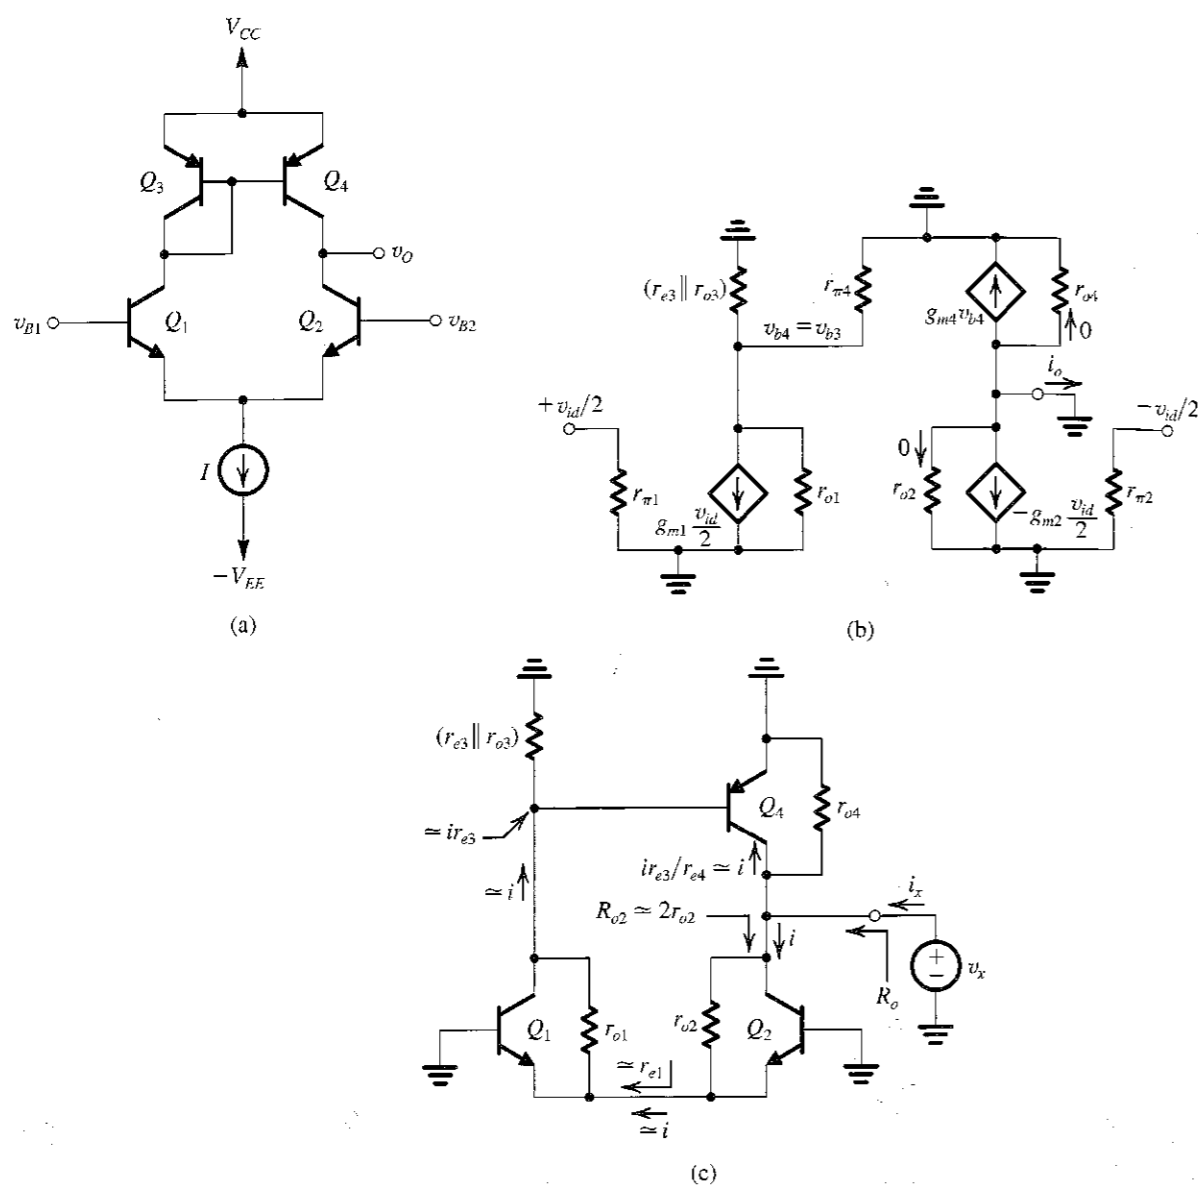 V_CC
Q_3
Q_4
v_O
v_B1
Q_1
Q_2
v_B2
I
-V_EE
(a)
(r_e3 || r_o3)
r_π4
g_m4 v_b4
r_o4
0
v_b4 = v_b3
i_o
+v_id/2
-v_id/2
0
r_π1
g_m1 v_id/2
r_o1
r_o2
-g_m2 v_id/2
r_π2
(b)
(r_e3 || r_o3)
Q_4
r_o4
≃ ir_e3
ir_e3/r_e4 ≃ i
≃ i
i_x
R_o2 ≃ 2r_o2
i
v_x
R_o
Q_1
r_o1
r_o2
Q_2
≃ r_e1
≃ i
(c)